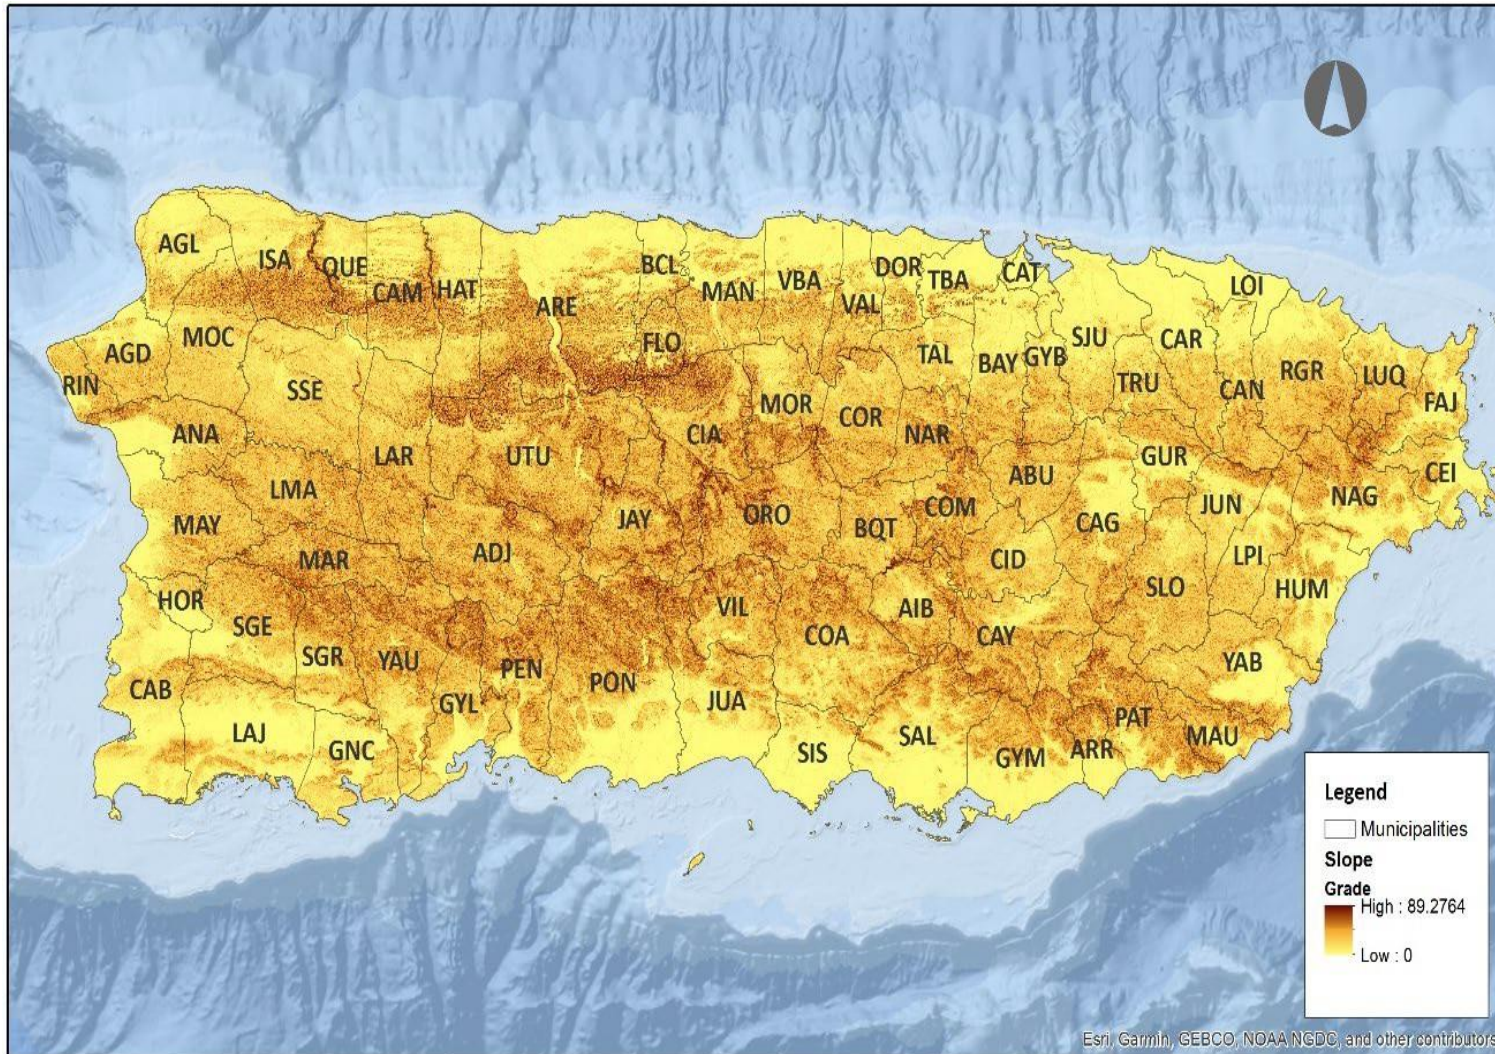 AGL
ISA
QUE
CAM
HAT
ARE
BCL
MAN
VBA
VAL
DOR
TBA
CAT
LOI
SJU
CAR
RIN
AGD
MOC
SSE
FLO
MOR
COR
TAL
BAY
GYB
TRU
CAN
RGR
LUQ
FAJ
ANA
LAR
UTU
CIA
NAR
ABU
GUR
CEI
LMA
MAY
JAY
ORO
BQT
COM
CAG
JUN
NAG
MAR
ADJ
CID
LPI
HOR
SGE
VIL
COA
AIB
CAY
SLO
HUM
SGR
YAU
PEN
PON
YAB
CAB
GYL
JUA
LAJ
GNC
SIS
SAL
GYM
ARR
PAT
MAU
Legend
Municipalities
Slope
Grade
High : 89.2764
Low : 0
Esri, Garmin, GEBCO, NOAA NGDC, and other contributors